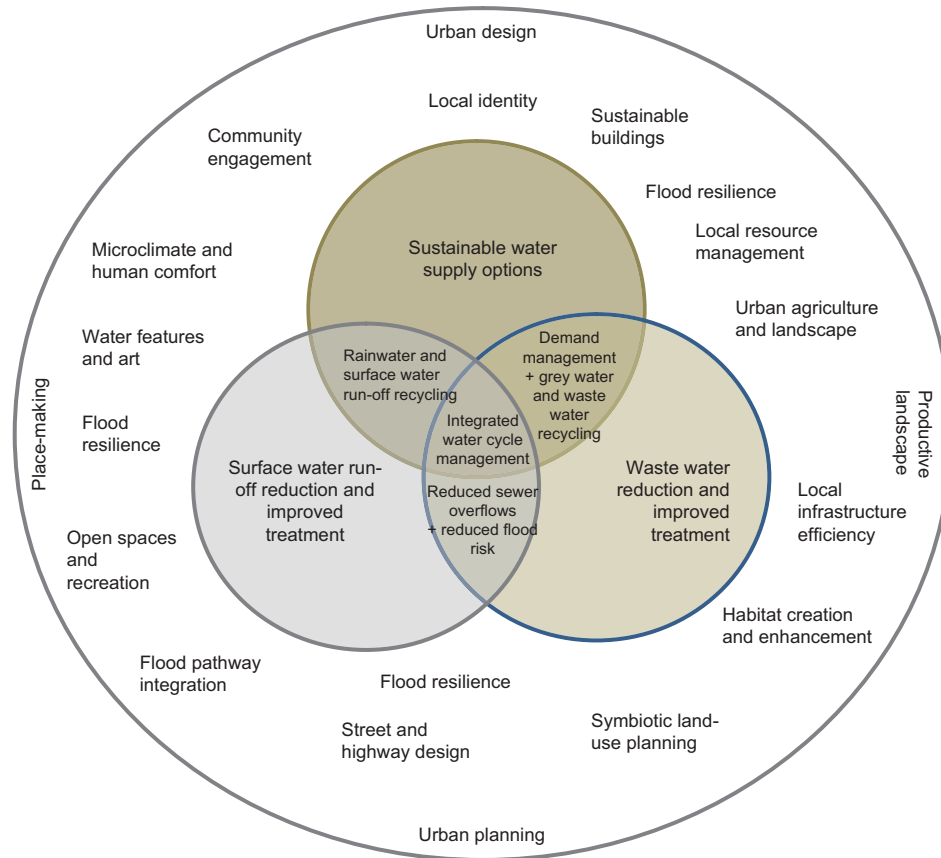 Urban design
Local identity
Sustainable
buildings
Community
engagement
Flood resilience
Local resource
management
Microclimate and
human comfort
Sustainable water
supply options
Urban agriculture
and landscape
Water features
and art
Rainwater and
surface water
run-off recycling
Demand
management
+ grey water
and waste
water
recycling
Place-making
Flood
resilience
Integrated
water cycle
management
Productive
landscape
Surface water run-
off reduction and
improved
treatment
Reduced sewer
overflows
+ reduced flood
risk
Waste water
reduction and
improved
treatment
Local
infrastructure
efficiency
Open spaces
and
recreation
Habitat creation
and enhancement
Flood pathway
integration
Flood resilience
Street and
highway design
Symbiotic land-
use planning
Urban planning